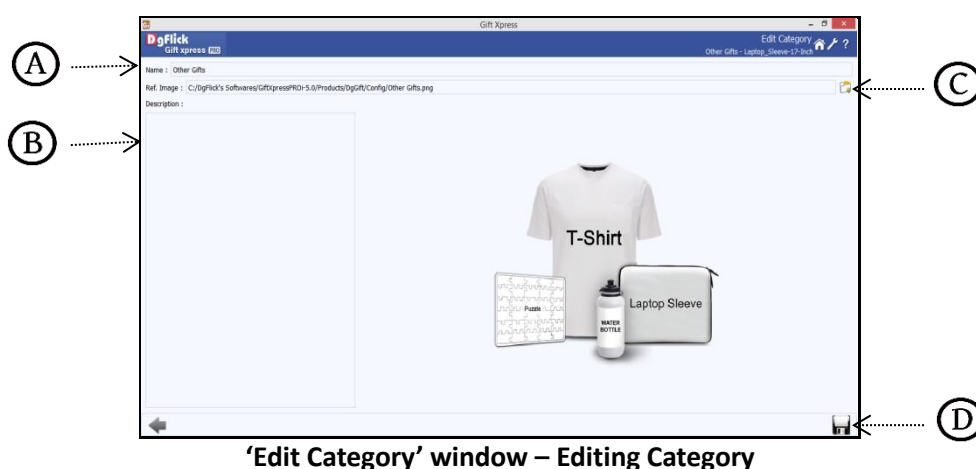 Gift Xpress
DgFlick
Gift xpress PRO
Edit Category
Other Gifts - Laptop_Sleeve-17-Inch
?
A
Name : Other Gifts
Ref. Image : C:/DgFlick's Softwares/GiftXpressPROi-5.0/Products/DgGift/Config/Other Gifts.png
C
Description :
B
T-Shirt
Puzzle
WATER
BOTTLE
Laptop Sleeve
D
'Edit Category' window – Editing Category